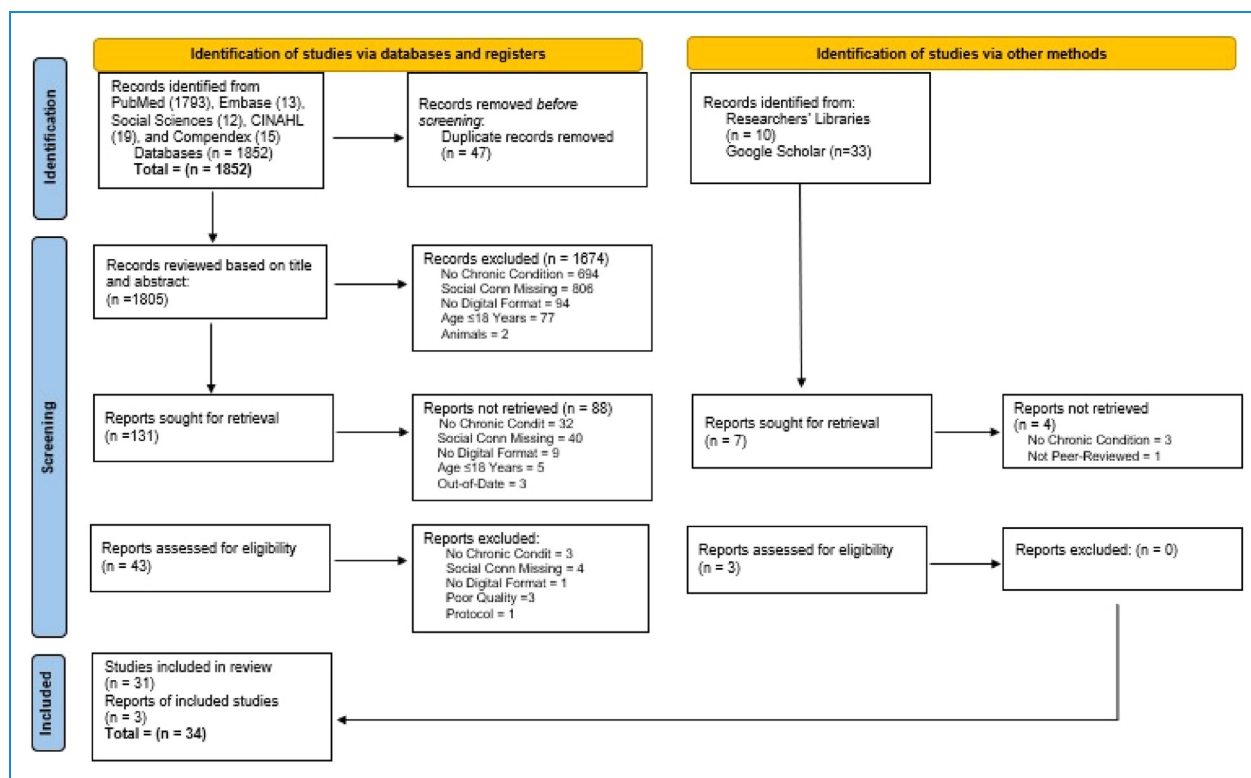 Identification of studies via databases and registers
Identification of studies via other methods
Identification
Records identified from
PubMed (1793), Embase (13),
Social Sciences (12), CINAHL
(19), and Compendex (15)
Databases (n = 1852)
Total = (n = 1852)
Records removed before
screening:
Duplicate records removed
(n = 47)
Records identified from:
Researchers' Libraries
(n = 10)
Google Scholar (n=33)
Screening
Records reviewed based on title
and abstract:
(n =1805)
Records excluded (n = 1674)
No Chronic Condition = 694
Social Conn Missing = 806
No Digital Format = 94
Age ≤18 Years = 77
Animals = 2
Reports sought for retrieval
(n =131)
Reports not retrieved (n = 88)
No Chronic Condit = 32
Social Conn Missing = 40
No Digital Format = 9
Age ≤18 Years = 5
Out-of-Date = 3
Reports sought for retrieval
(n = 7)
Reports not retrieved
(n = 4)
No Chronic Condition = 3
Not Peer-Reviewed = 1
Reports assessed for eligibility
(n = 43)
Reports excluded:
No Chronic Condit = 3
Social Conn Missing = 4
No Digital Format = 1
Poor Quality =3
Protocol = 1
Reports assessed for eligibility
(n = 3)
Reports excluded: (n = 0)
Included
Studies included in review
(n = 31)
Reports of included studies
(n = 3)
Total = (n = 34)